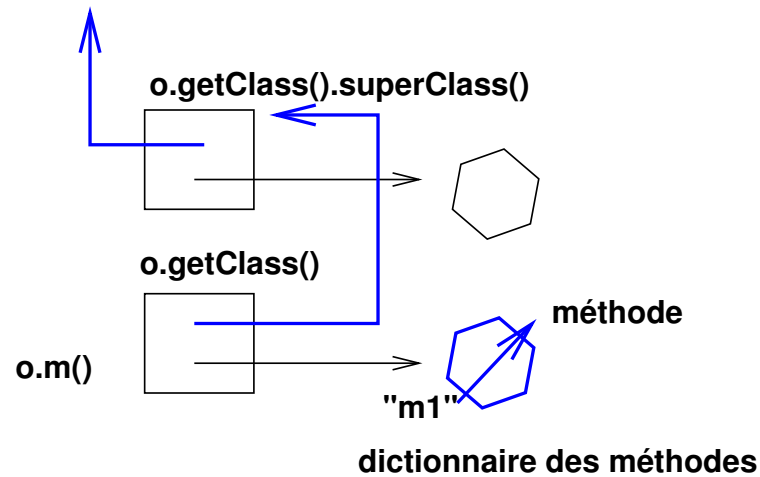 o.getClass().superClass()
o.getClass()
méthode
o.m()
"m1"
dictionnaire des méthodes